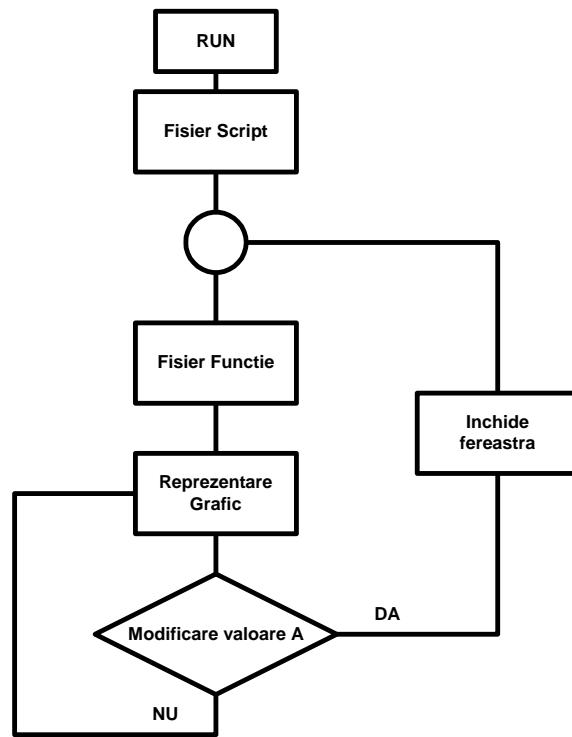 RUN
Fisier Script
Fisier Functie
Inchide
fereastra
Reprezentare
Grafic
DA
Modificare valoare A
NU